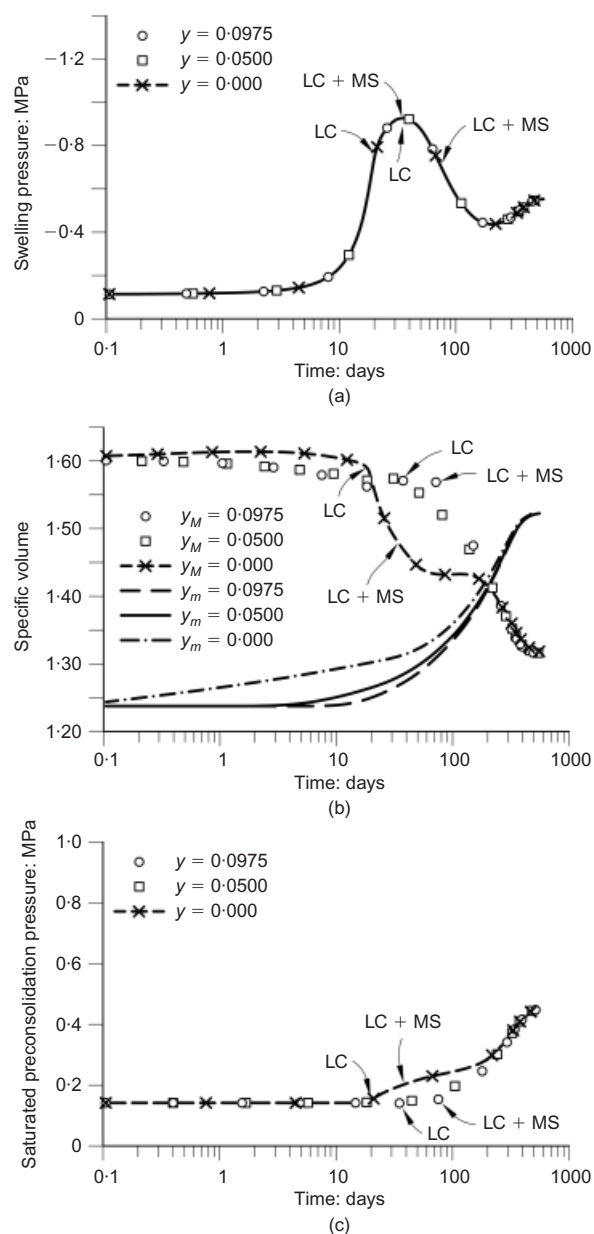 y = 0·0975
y = 0·0500
y = 0·000
Swelling pressure: MPa
−1·2
−0·8
−0·4
0
LC + MS
LC
LC
LC + MS
0·1
1
10
100
1000
Time: days
(a)
Specific volume
1·60
1·50
1·40
1·30
1·20
LC
LC + MS
LC
LC + MS
y_M = 0·0975
y_M = 0·0500
y_M = 0·000
y_m = 0·0975
y_m = 0·0500
y_m = 0·000
0·1
1
10
100
1000
Time: days
(b)
Saturated preconsolidation pressure: MPa
1·0
0·8
0·6
0·4
0·2
0
y = 0·0975
y = 0·0500
y = 0·000
LC + MS
LC
LC
LC + MS
0·1
1
10
100
1000
Time: days
(c)